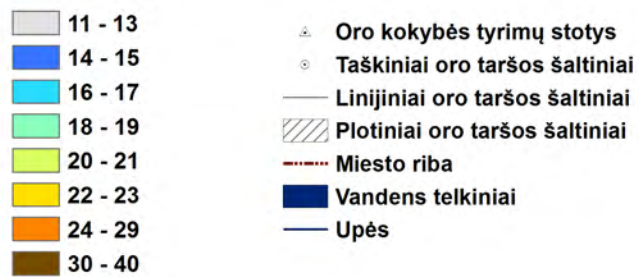 11 - 13
14 - 15
16 - 17
18 - 19
20 - 21
22 - 23
24 - 29
30 - 40
Oro kokybės tyrimų stotys
Taškiniai oro taršos šaltiniai
Linijiniai oro taršos šaltiniai
Plotiniai oro taršos šaltiniai
Miesto riba
Vandens telkiniai
Upės